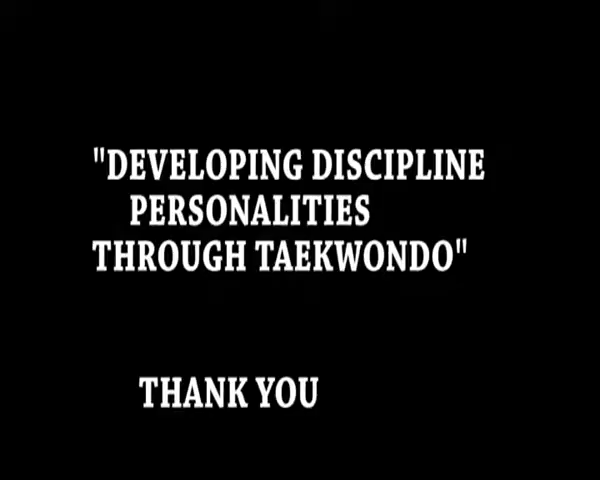 "DEVELOPING DISCIPLINE
PERSONALITIES
THROUGH TAEKWONDO"
THANK YOU